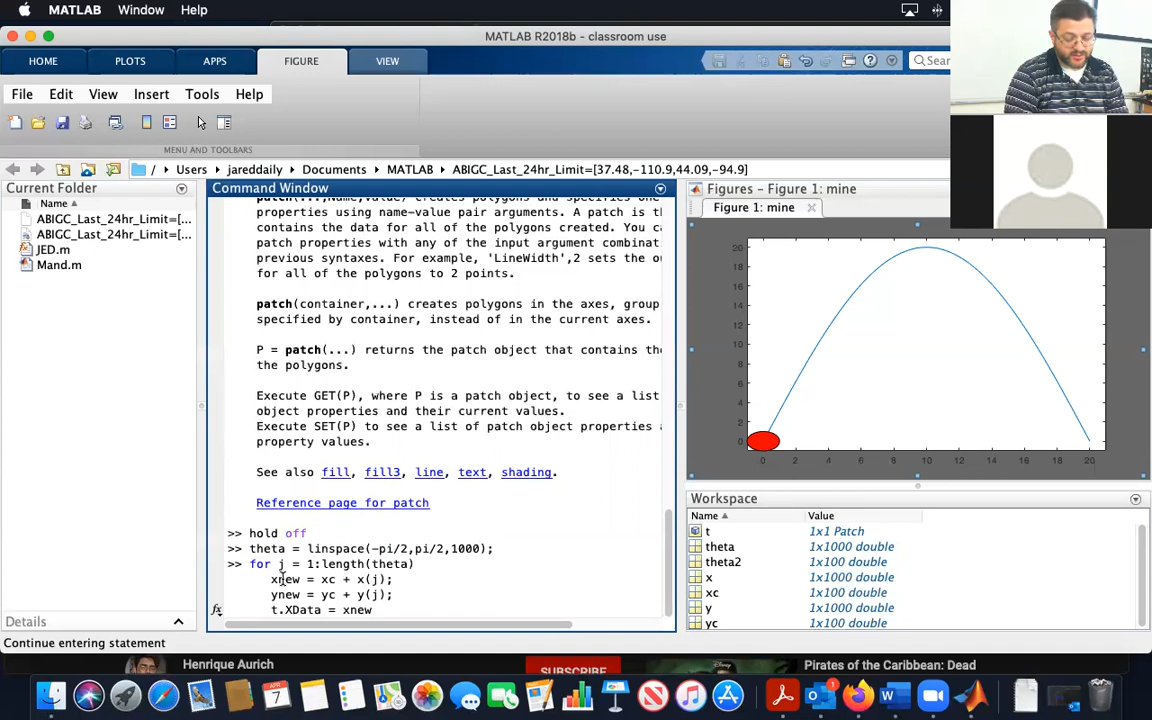 MATLAB Window Help
MATLAB R2018b - classroom use
HOME PLOTS APPS FIGURE VIEW
File Edit View Insert Tools Help
MENU AND TOOLBARS
/ Users jareddaily Documents MATLAB ABIGC_Last_24hr_Limit=[37.48,-110.9,44.09,-94.9]
Current Folder
Name
ABIGC_Last_24hr_Limit=[...
ABIGC_Last_24hr_Limit=[...
JED.m
Mand.m
Details
Command Window
properties using name-value pair arguments. A patch is th
contains the data for all of the polygons created. You ca
patch properties with any of the input argument combinat
previous syntaxes. For example, 'LineWidth',2 sets the ou
for all of the polygons to 2 points.
patch(container,...) creates polygons in the axes, group
specified by container, instead of in the current axes.
P = patch(...) returns the patch object that contains the
the polygons.
Execute GET(P), where P is a patch object, to see a list
object properties and their current values.
Execute SET(P) to see a list of patch object properties a
property values.
See also fill, fill3, line, text, shading.
Reference page for patch
>> hold off
>> theta = linspace(-pi/2,pi/2,1000);
>> for j = 1:length(theta)
xnew = xc + x(j);
ynew = yc + y(j);
fx t.XData = xnew
Continue entering statement
Figures - Figure 1: mine
Figure 1: mine
20
18
16
14
12
10
8
6
4
2
0
0 2 4 6 8 10 12 14 16 18 20
Workspace
Name Value
t 1x1 Patch
theta 1x1000 double
theta2 1x100 double
x 1x1000 double
xc 1x100 double
y 1x1000 double
yc 1x100 double
Henrique Aurich
SUBSCRIBE
Pirates of the Caribbean: Dead
APR
7
1